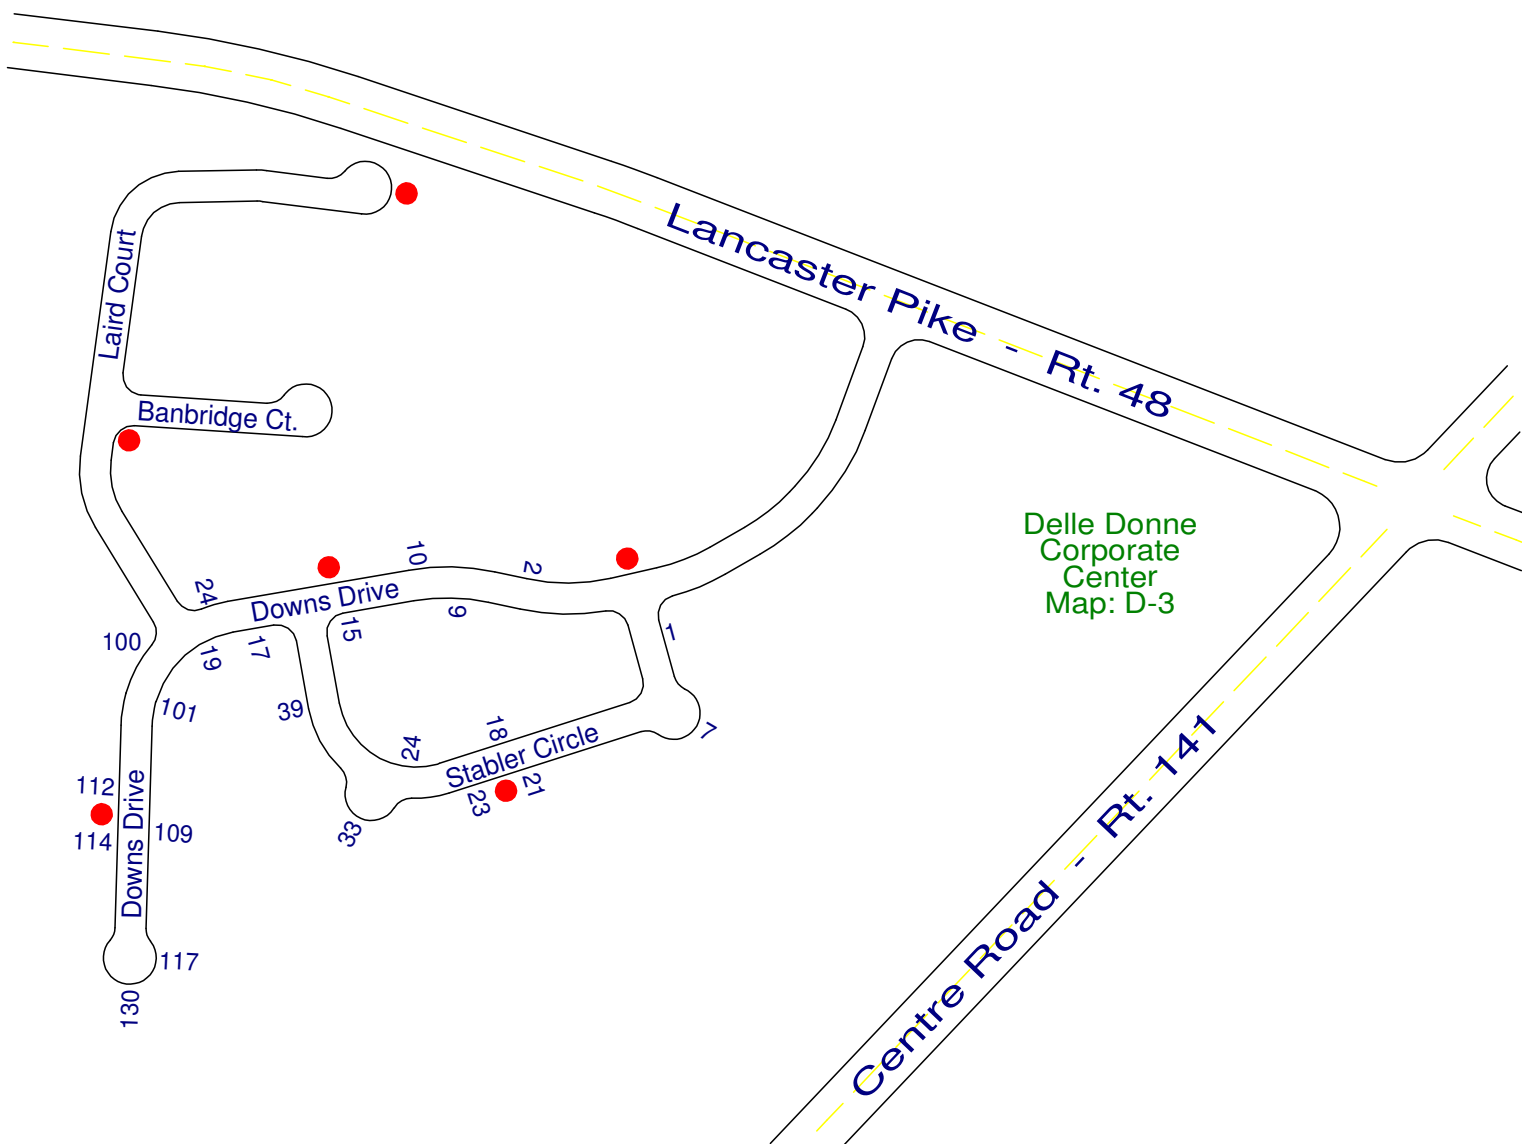 Lancaster Pike - Rt. 48
Laird Court
Banbridge Ct.
Delle Donne
Corporate
Center
Map: D-3
10
2
24
Downs Drive
9
15
1
100
19
17
101
39
18
7
24
Stabler Circle
21
23
33
112
114
109
Downs Drive
117
130
Centre Road - Rt. 141